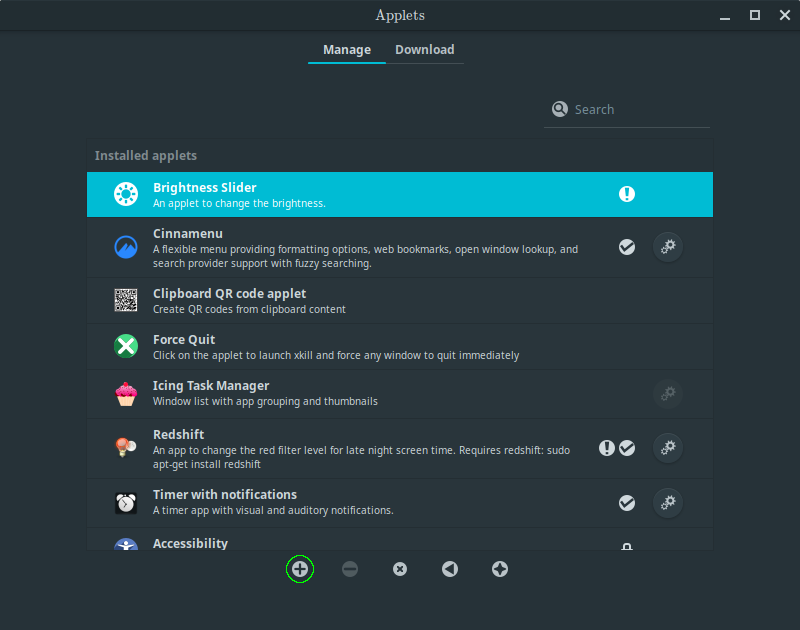 Applets
Manage Download
Search
Installed applets
Brightness Slider
An applet to change the brightness.
Cinnamenu
A flexible menu providing formatting options, web bookmarks, open window lookup, and
search provider support with fuzzy searching.
Clipboard QR code applet
Create QR codes from clipboard content
Force Quit
Click on the applet to launch xkill and force any window to quit immediately
Icing Task Manager
Window list with app grouping and thumbnails
Redshift
An app to change the red filter level for late night screen time. Requires redshift: sudo
apt-get install redshift
Timer with notifications
A timer app with visual and auditory notifications.
Accessibility